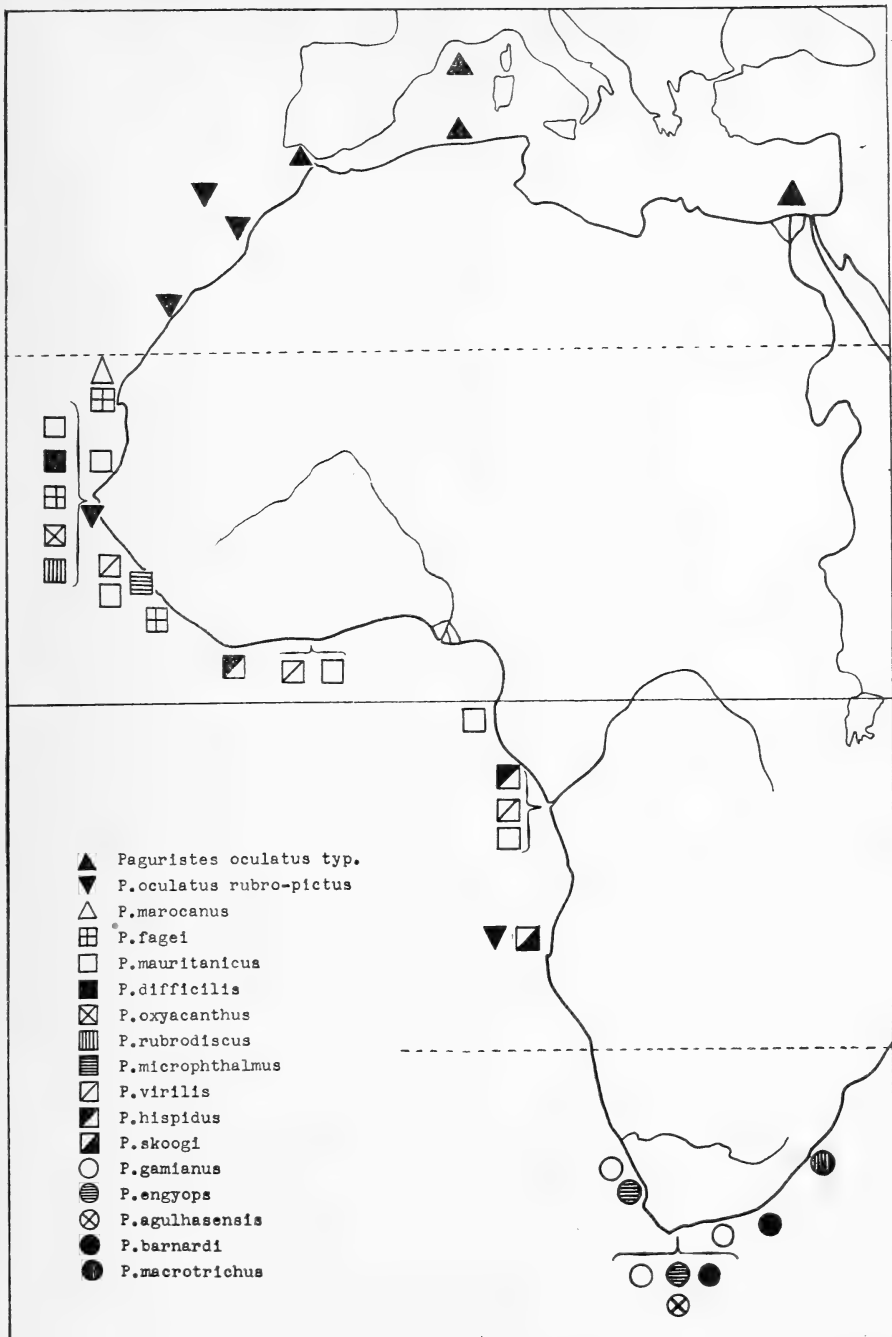 Paguristes oculatus typ.
P.oculatus rubro-pictus
P.marocanus
P.fagei
P.mauritanicus
P.difficilis
P.oxyacanthus
P.rubrodiscus
P.microphthalmus
P.virilis
P.hispidus
P.skoogi
P.gamianus
P.engyops
P.agulhasensis
P.barnardi
P.macrotrichus